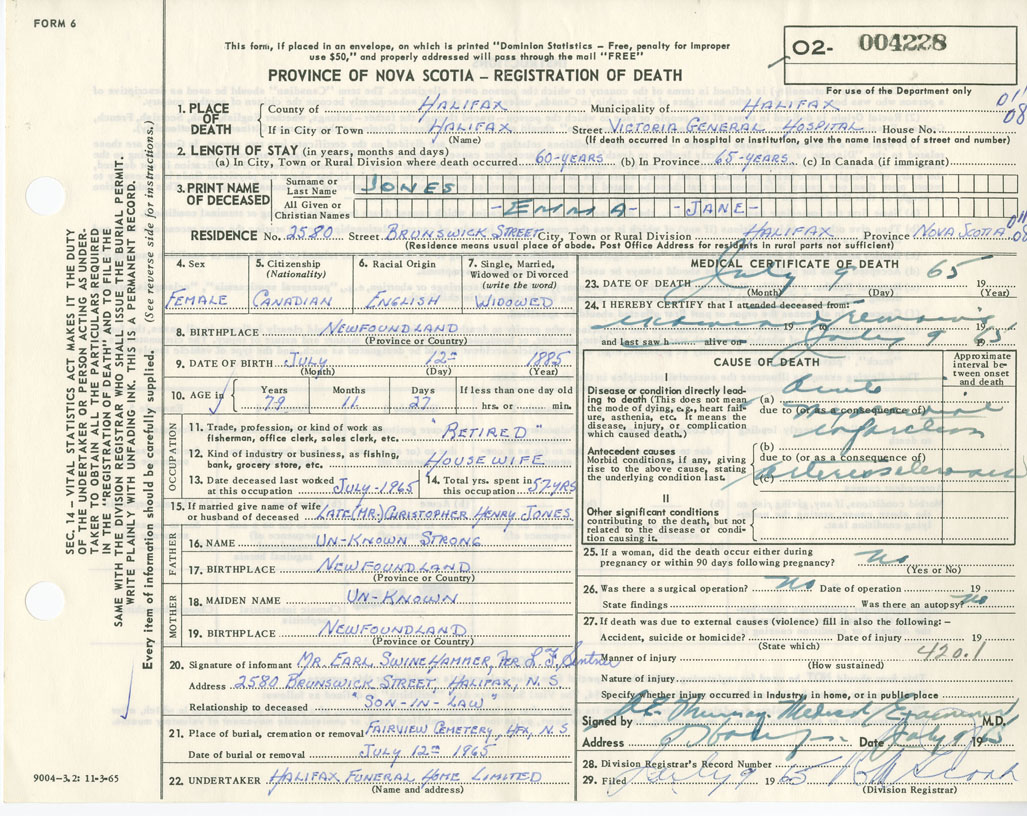 FORM 6
This form, if placed in an envelope, on which is printed "Dominion Statistics – Free, penalty for improper
use $50," and properly addressed will pass through the mail "FREE"
O2- 004228
PROVINCE OF NOVA SCOTIA – REGISTRATION OF DEATH
For use of the Department only
1. PLACE OF DEATH
County of HALIFAX Municipality of HALIFAX
If in City or Town HALIFAX Street VICTORIA GENERAL HOSPITAL House No.
(Name) (If death occurred in a hospital or institution, give the name instead of street and number)
2. LENGTH OF STAY (in years, months and days)
(a) In City, Town or Rural Division where death occurred 60-YEARS (b) In Province 65-YEARS (c) In Canada (if immigrant)
3. PRINT NAME OF DECEASED
Surname or Last Name JONES
All Given or Christian Names -EMMA- -JANE-
RESIDENCE No. 2580 Street BRUNSWICK STREET City, Town or Rural Division HALIFAX Province NOVA SCOTIA
(Residence means usual place of abode. Post Office Address for residents in rural parts not sufficient)
4. Sex
FEMALE
5. Citizenship
(Nationality)
CANADIAN
6. Racial Origin
ENGLISH
7. Single, Married,
Widowed or Divorced
(write the word)
WIDOWED
8. BIRTHPLACE NEWFOUNDLAND
(Province or Country)
9. DATE OF BIRTH JULY 12TH 1885
(Month) (Day) (Year)
10. AGE in
Years Months Days If less than one day old
79 11 27 hrs. or min.
OCCUPATION
11. Trade, profession, or kind of work as
fisherman, office clerk, sales clerk, etc. "RETIRED"
12. Kind of industry or business, as fishing,
bank, grocery store, etc. HOUSEWIFE
13. Date deceased last worked
at this occupation JULY-1965
14. Total yrs. spent in
this occupation 57-YRS
15. If married give name of wife
or husband of deceased LATE (MR.) CHRISTOPHER HENRY JONES
FATHER
16. NAME UN-KNOWN STRONG
17. BIRTHPLACE NEWFOUNDLAND
(Province or Country)
MOTHER
18. MAIDEN NAME UN-KNOWN
19. BIRTHPLACE NEWFOUNDLAND
(Province or Country)
20. Signature of informant MR. EARL SWINEHAMMER, PER
Address 2580 BRUNSWICK STREET, HALIFAX, N.S
Relationship to deceased "SON-IN-LAW"
21. Place of burial, cremation or removal FAIRVIEW CEMETERY, HFX, N.S
Date of burial or removal JULY 12TH 1965
22. UNDERTAKER HALIFAX FUNERAL HOME LIMITED
(Name and address)
MEDICAL CERTIFICATE OF DEATH
23. DATE OF DEATH July 9 65 19
(Month) (Day) (Year)
24. I HEREBY CERTIFY that I attended deceased from:
examined remains
19 to 19
and last saw h alive on July 9 19 65
CAUSE OF DEATH
Approximate
interval be-
tween onset
and death
I
Disease or condition directly lead-
ing to death (This does not mean
the mode of dying, e.g., heart fail-
ure, asthenia, etc. It means the
disease, injury, or complication
which caused death.)
(a) Acute
due to (or as a consequence of)
infarction
Antecedent causes
Morbid conditions, if any, giving
rise to the above cause, stating
the underlying condition last.
(b)
due to (or as a consequence of)
(c) arteriosclerosis
II
Other significant conditions
contributing to the death, but not
related to the disease or condi-
tion causing it.
25. If a woman, did the death occur either during
pregnancy or within 90 days following pregnancy? no
(Yes or No)
26. Was there a surgical operation? no Date of operation 19
State findings Was there an autopsy? no
27. If death was due to external causes (violence) fill in also the following: –
Accident, suicide or homicide? Date of injury 19
(State which)
420.1
Manner of injury
(How sustained)
Nature of injury
Specify whether injury occurred in industry, in home, or in public place
Signed by Medical Examiner M.D.
Address Date July 9 1965
28. Division Registrar's Record Number
29. Filed July 9 1965
(Division Registrar)
SEC. 14 – VITAL STATISTICS ACT MAKES IT THE DUTY
OF THE UNDERTAKER OR PERSON ACTING AS UNDER-
TAKER TO OBTAIN ALL THE PARTICULARS REQUIRED
IN THE "REGISTRATION OF DEATH" AND TO FILE THE
SAME WITH THE DIVISION REGISTRAR WHO SHALL ISSUE THE BURIAL PERMIT.
WRITE PLAINLY WITH UNFADING INK. THIS IS A PERMANENT RECORD.
Every item of information should be carefully supplied. (See reverse side for instructions.)
9004-3.2: 11-3-65